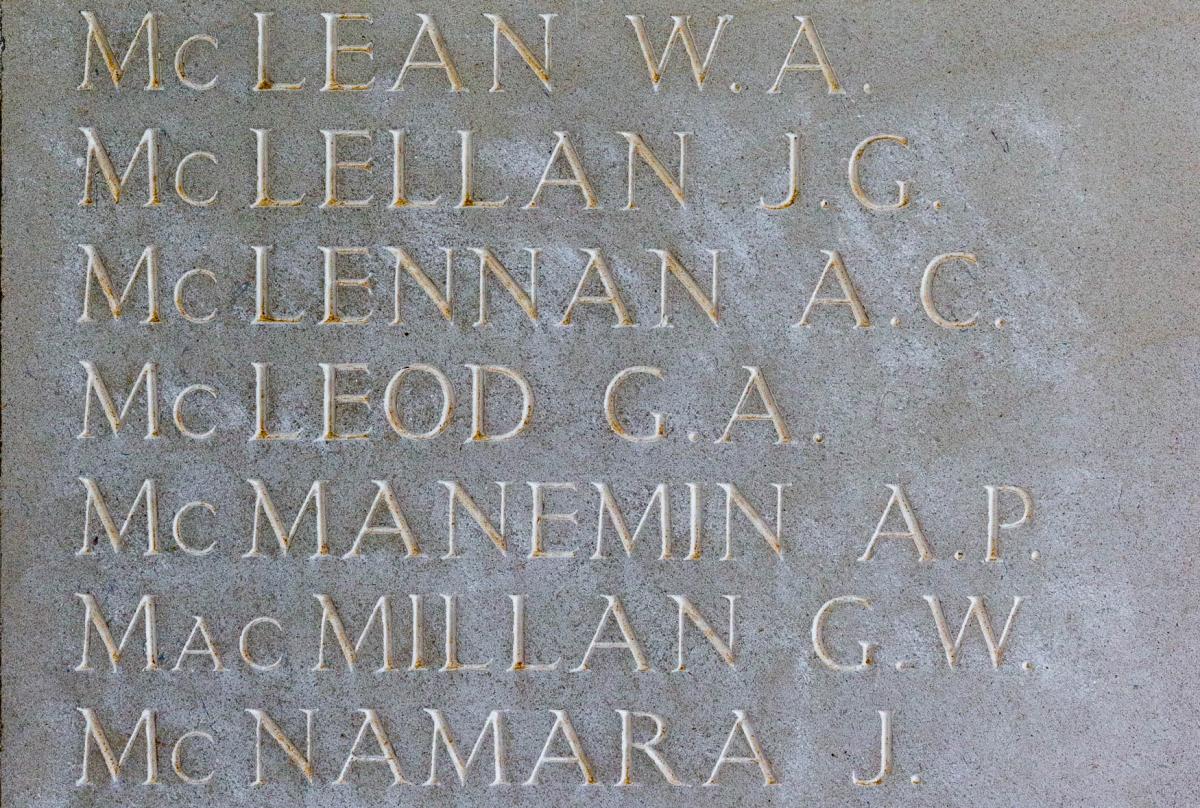 McLEAN W.A.
McLELLAN J.G.
McLENNAN A.C.
McLEOD G.A.
McMANEMIN A.P.
MacMILLAN G.W.
McNAMARA J.